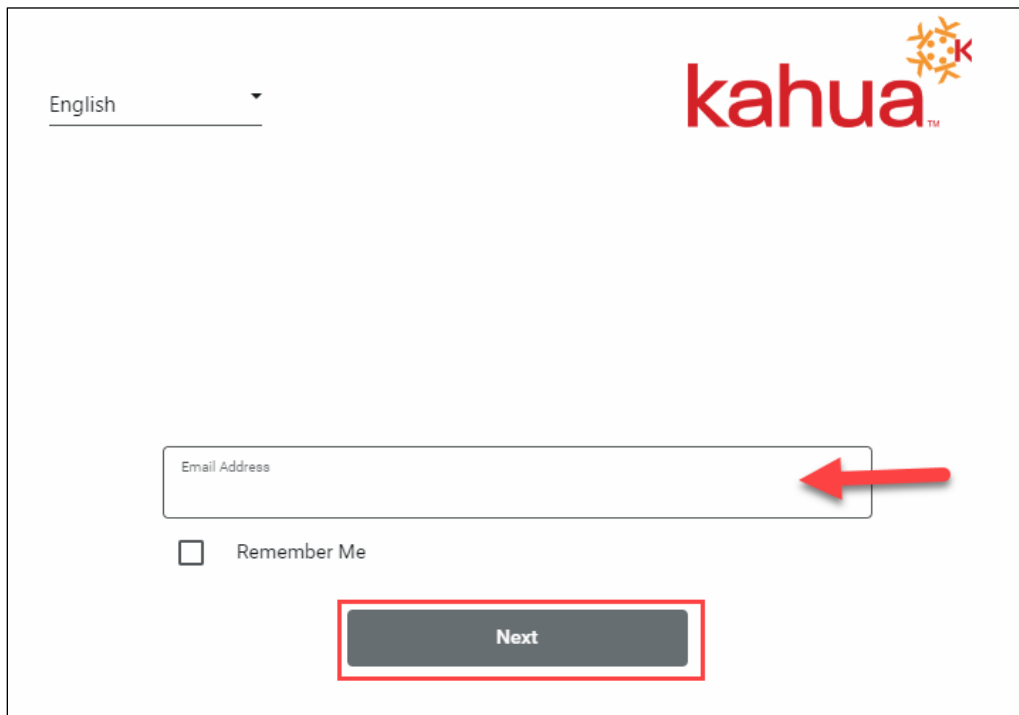 English
K
kahua
TM
Email Address
Remember Me
Next